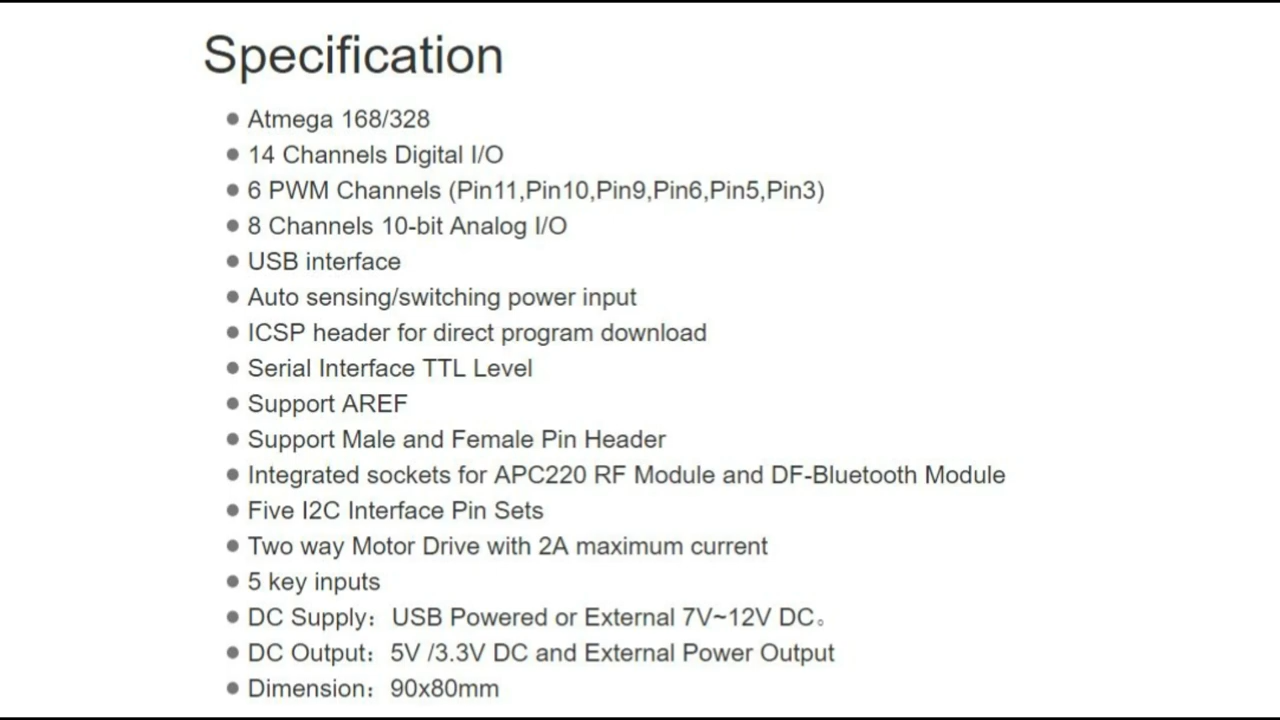 Specification
Atmega 168/328
14 Channels Digital I/O
6 PWM Channels (Pin11,Pin10,Pin9,Pin6,Pin5,Pin3)
8 Channels 10-bit Analog I/O
USB interface
Auto sensing/switching power input
ICSP header for direct program download
Serial Interface TTL Level
Support AREF
Support Male and Female Pin Header
Integrated sockets for APC220 RF Module and DF-Bluetooth Module
Five I2C Interface Pin Sets
Two way Motor Drive with 2A maximum current
5 key inputs
DC Supply：USB Powered or External 7V~12V DC。
DC Output：5V /3.3V DC and External Power Output
Dimension：90x80mm